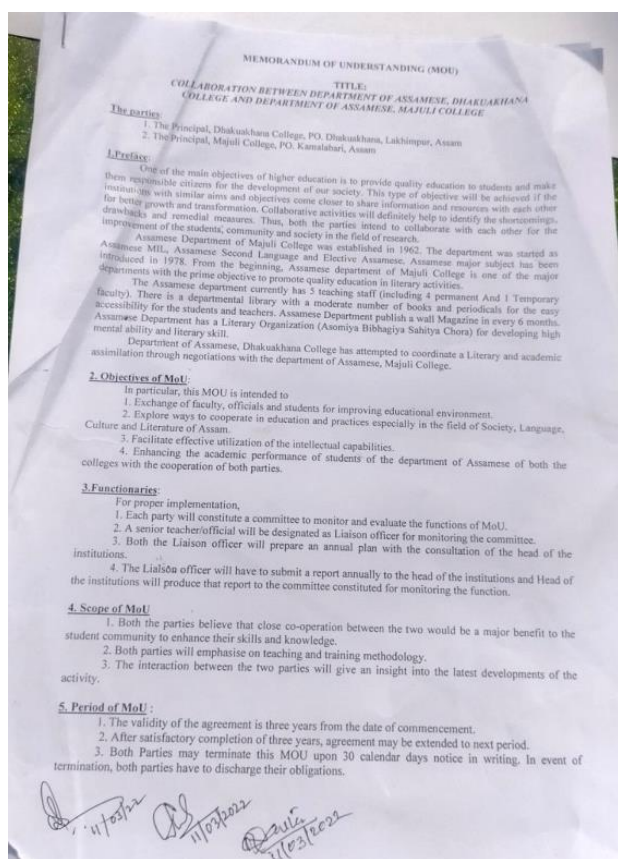 MEMORANDUM OF UNDERSTANDING (MOU)
TITLE:
COLLABORATION BETWEEN DEPARTMENT OF ASSAMESE, DHAKUAKHANA
COLLEGE AND DEPARTMENT OF ASSAMESE, MAJULI COLLEGE
The parties:
1. The Principal, Dhakuakhana College, PO. Dhakuakhana, Lakhimpur, Assam
2. The Principal, Majuli College, PO. Kamalabari, Assam
1.Preface:
One of the main objectives of higher education is to provide quality education to students and make
them responsible citizens for the development of our society. This type of objective will be achieved if the
institutions with similar aims and objectives come closer to share information and resources with each other
for better growth and transformation. Collaborative activities will definitely help to identify the shortcomings,
drawbacks and remedial measures. Thus, both the parties intend to collaborate with each other for the
improvement of the students, community and society in the field of research.
Assamese Department of Majuli College was established in 1962. The department was started as
Assamese MIL, Assamese Second Language and Elective Assamese. Assamese major subject has been
introduced in 1978. From the beginning, Assamese department of Majuli College is one of the major
departments with the prime objective to promote quality education in literary activities.
The Assamese department currently has 5 teaching staff (including 4 permanent And 1 Temporary
faculty). There is a departmental library with a moderate number of books and periodicals for the easy
accessibility for the students and teachers. Assamese Department publish a wall Magazine in every 6 months.
Assamese Department has a Literary Organization (Asomiya Bibhagiya Sahitya Chora) for developing high
mental ability and literary skill.
Department of Assamese, Dhakuakhana College has attempted to coordinate a Literary and academic
assimilation through negotiations with the department of Assamese, Majuli College.
2. Objectives of MoU:
In particular, this MOU is intended to
1. Exchange of faculty, officials and students for improving educational environment.
2. Explore ways to cooperate in education and practices especially in the field of Society, Language,
Culture and Literature of Assam.
3. Facilitate effective utilization of the intellectual capabilities.
4. Enhancing the academic performance of students of the department of Assamese of both the
colleges with the cooperation of both parties.
3.Functionaries:
For proper implementation,
1. Each party will constitute a committee to monitor and evaluate the functions of MoU.
2. A senior teacher/official will be designated as Liaison officer for monitoring the committee.
3. Both the Liaison officer will prepare an annual plan with the consultation of the head of the
institutions.
4. The Liaison officer will have to submit a report annually to the head of the institutions and Head of
the institutions will produce that report to the committee constituted for monitoring the function.
4. Scope of MoU
1. Both the parties believe that close co-operation between the two would be a major benefit to the
student community to enhance their skills and knowledge.
2. Both parties will emphasise on teaching and training methodology.
3. The interaction between the two parties will give an insight into the latest developments of the
activity.
5. Period of MoU :
1. The validity of the agreement is three years from the date of commencement.
2. After satisfactory completion of three years, agreement may be extended to next period.
3. Both Parties may terminate this MOU upon 30 calendar days notice in writing. In event of
termination, both parties have to discharge their obligations.
11/03/22
11/03/2022
11/03/2022